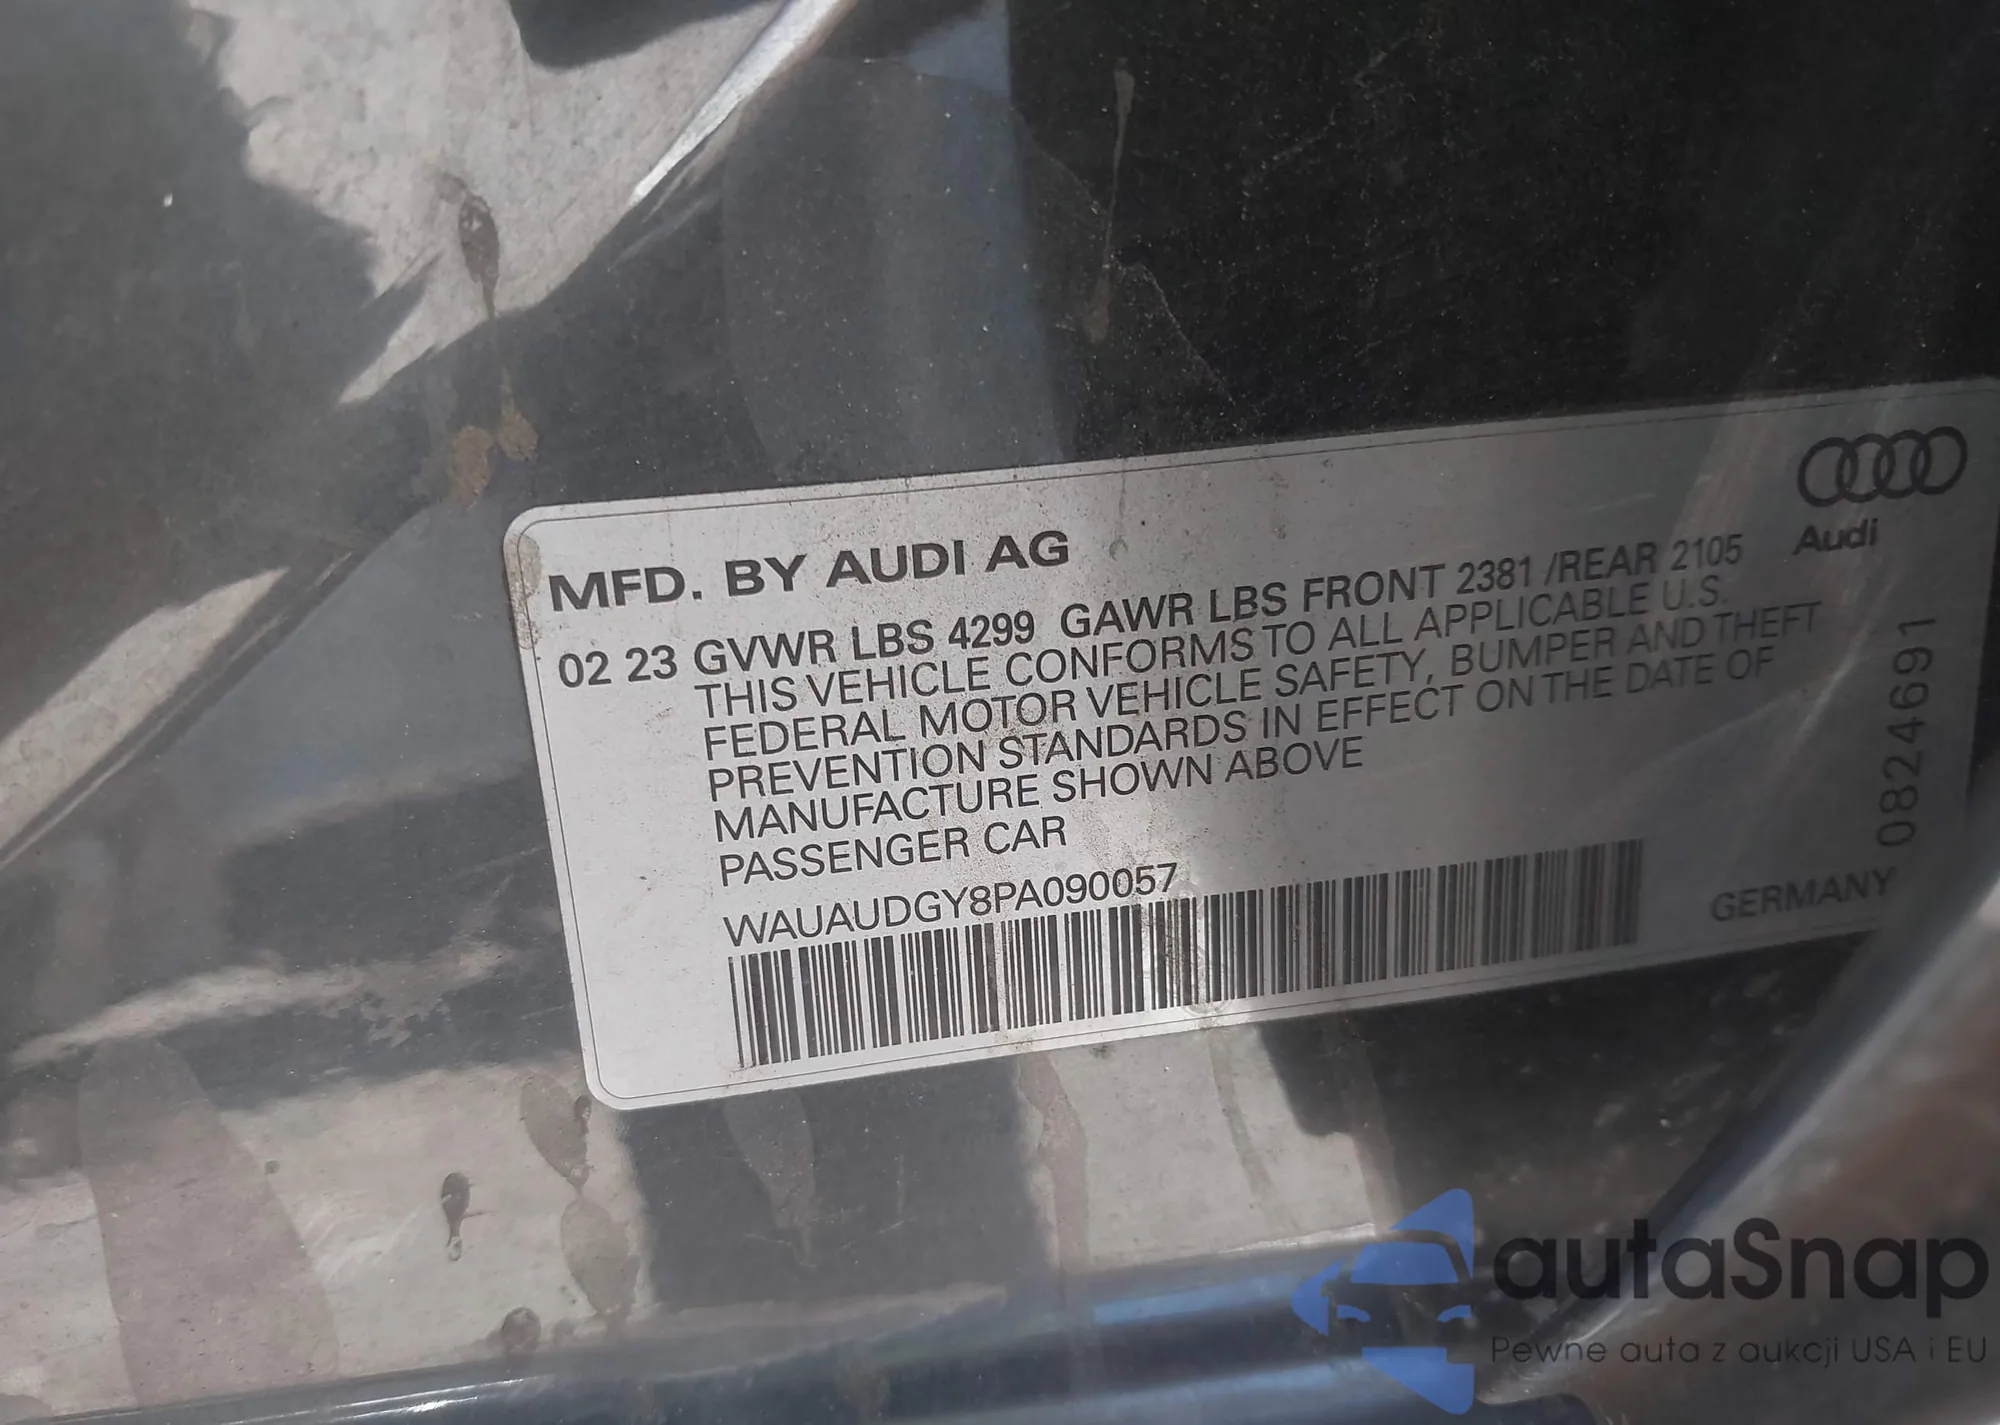 MFD. BY AUDI AG
Audi
02 23 GVWR LBS 4299 GAWR LBS FRONT 2381 /REAR 2105
THIS VEHICLE CONFORMS TO ALL APPLICABLE U.S.
FEDERAL MOTOR VEHICLE SAFETY, BUMPER AND THEFT
PREVENTION STANDARDS IN EFFECT ON THE DATE OF
MANUFACTURE SHOWN ABOVE
PASSENGER CAR
WAUAUDGY8PA090057
GERMANY
0824691
autaSnap
Pewne auta z aukcji USA i EU